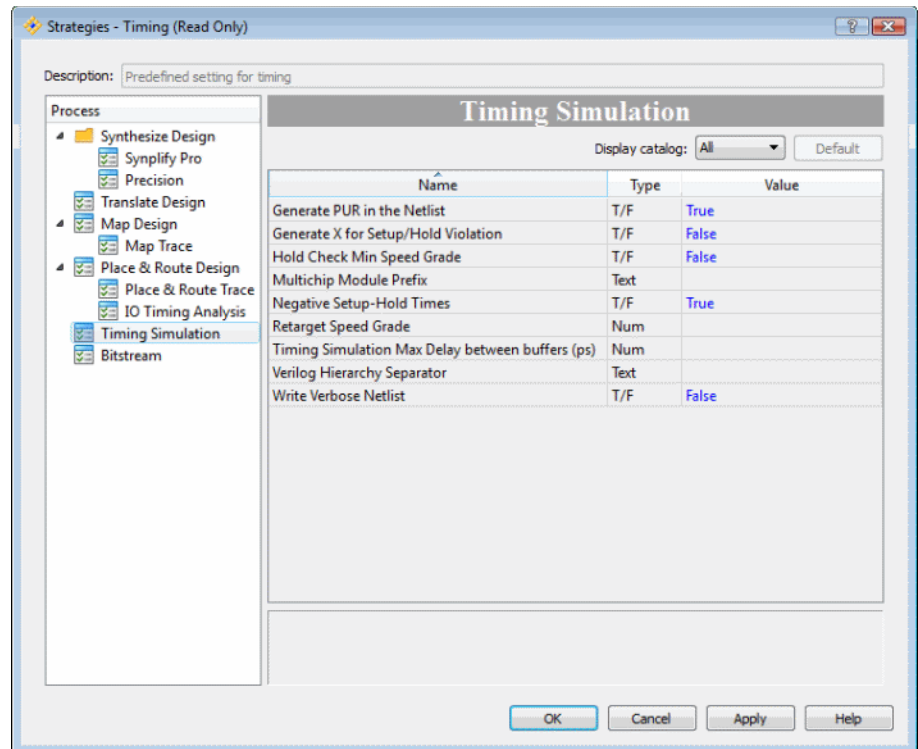 Strategies - Timing (Read Only)
Description: Predefined setting for timing
Process
Synthesize Design
Synplify Pro
Precision
Translate Design
Map Design
Map Trace
Place & Route Design
Place & Route Trace
IO Timing Analysis
Timing Simulation
Bitstream
Timing Simulation
Display catalog: All Default
Name Type Value
Generate PUR in the Netlist T/F True
Generate X for Setup/Hold Violation T/F False
Hold Check Min Speed Grade T/F False
Multichip Module Prefix Text
Negative Setup-Hold Times T/F True
Retarget Speed Grade Num
Timing Simulation Max Delay between buffers (ps) Num
Verilog Hierarchy Separator Text
Write Verbose Netlist T/F False
OK Cancel Apply Help